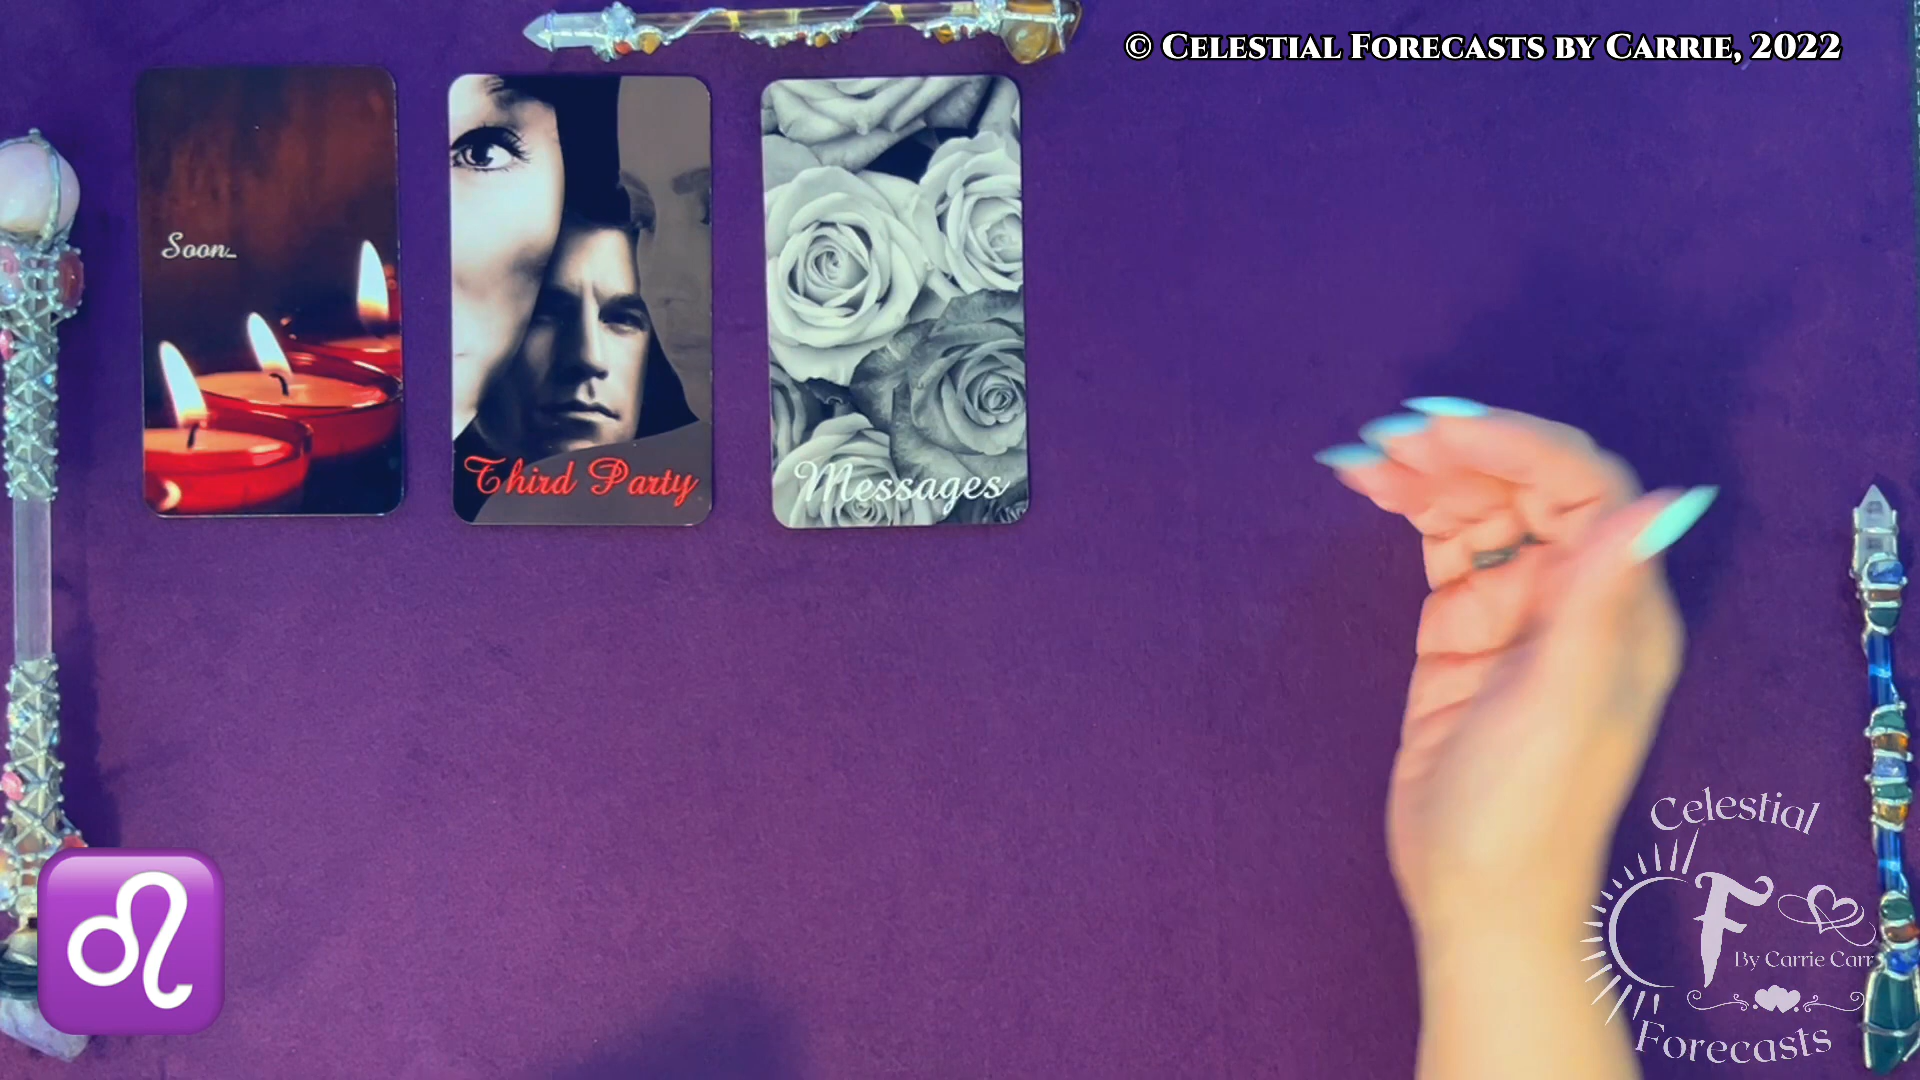 © Celestial Forecasts by Carrie, 2022
Soon...
Third Party
Messages
Celestial
F
By Carrie Carr
Forecasts